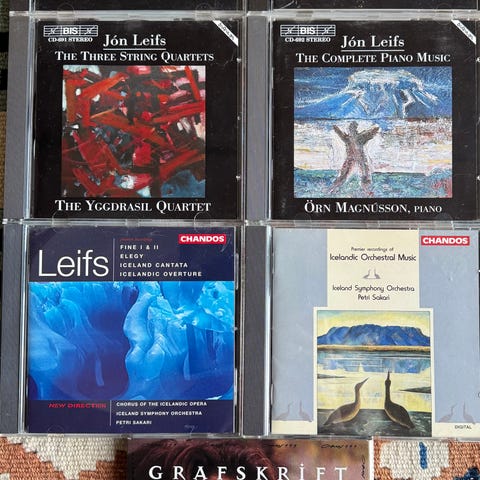 BIS
CD-691 STEREO
Jón Leifs
THE THREE STRING QUARTETS
THE YGGDRASIL QUARTET
BIS
CD-692 STEREO
Jón Leifs
THE COMPLETE PIANO MUSIC
ÖRN MAGNÚSSON, PIANO
premiere recordings
CHANDOS
Leifs
FINE I & II
ELEGY
ICELAND CANTATA
ICELANDIC OVERTURE
NEW DIRECTION
CHORUS OF THE ICELANDIC OPERA
ICELAND SYMPHONY ORCHESTRA
PETRI SAKARI
CHANDOS
Premier recordings of
Icelandic Orchestral Music
Iceland Symphony Orchestra
Petri Sakari
DIGITAL
GRAFSKRIFT